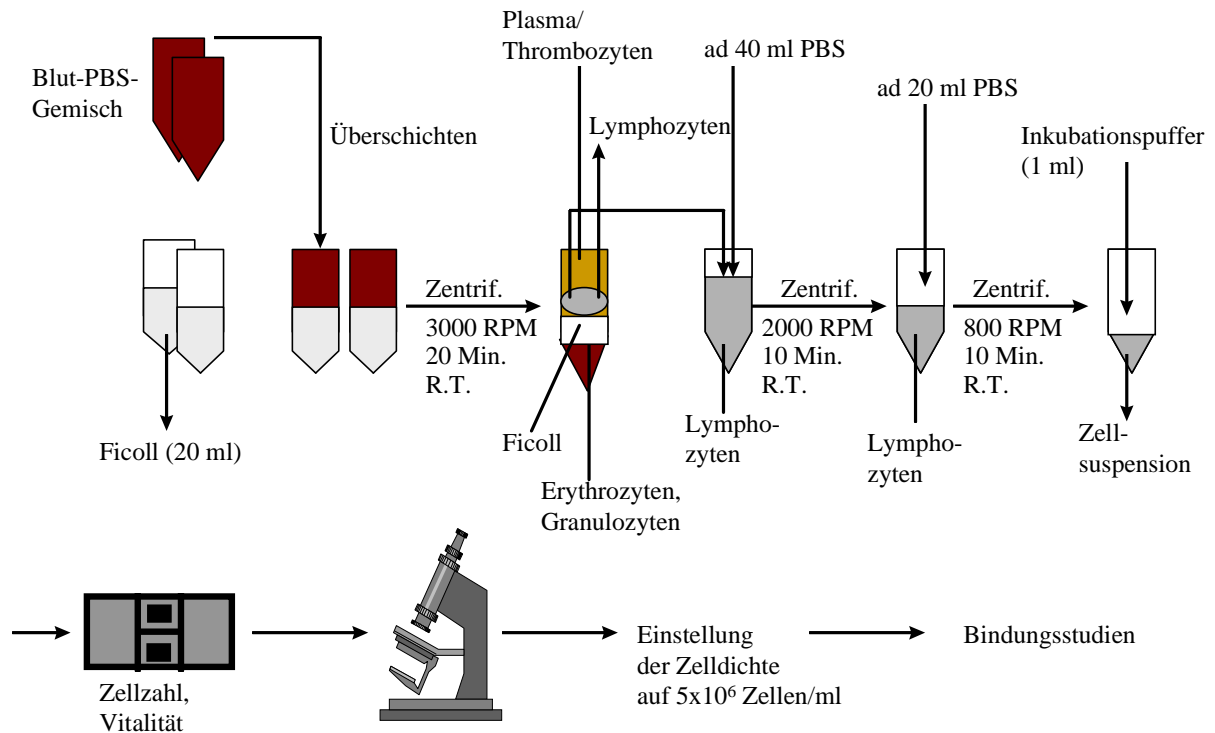 Plasma/
Thrombozyten
ad 40 ml PBS
Blut-PBS-
Gemisch
ad 20 ml PBS
Überschichten
Lymphozyten
Inkubationspuffer
(1 ml)
Zentrif.
3000 RPM
20 Min.
R.T.
Zentrif.
2000 RPM
10 Min.
R.T.
Zentrif.
800 RPM
10 Min.
R.T.
Ficoll (20 ml)
Ficoll
Lympho-
zyten
Lympho-
zyten
Zell-
suspension
Erythrozyten,
Granulozyten
Zellzahl,
Vitalität
Einstellung
der Zelldichte
auf 5x10⁶ Zellen/ml
Bindungsstudien